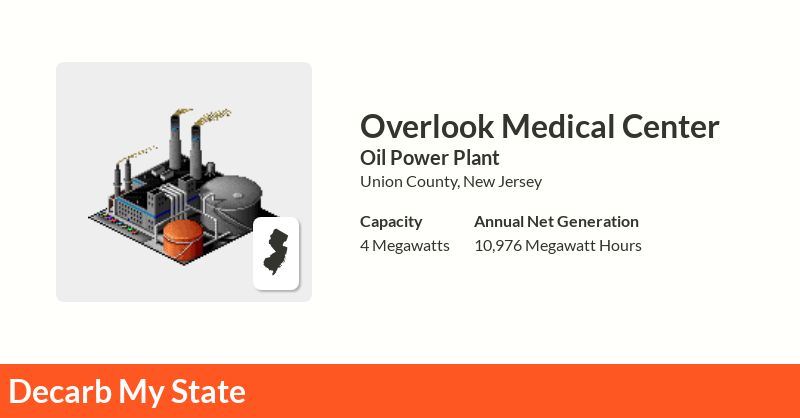 Overlook Medical Center
Oil Power Plant
Union County, New Jersey
Capacity
4 Megawatts
Annual Net Generation
10,976 Megawatt Hours
Decarb My State